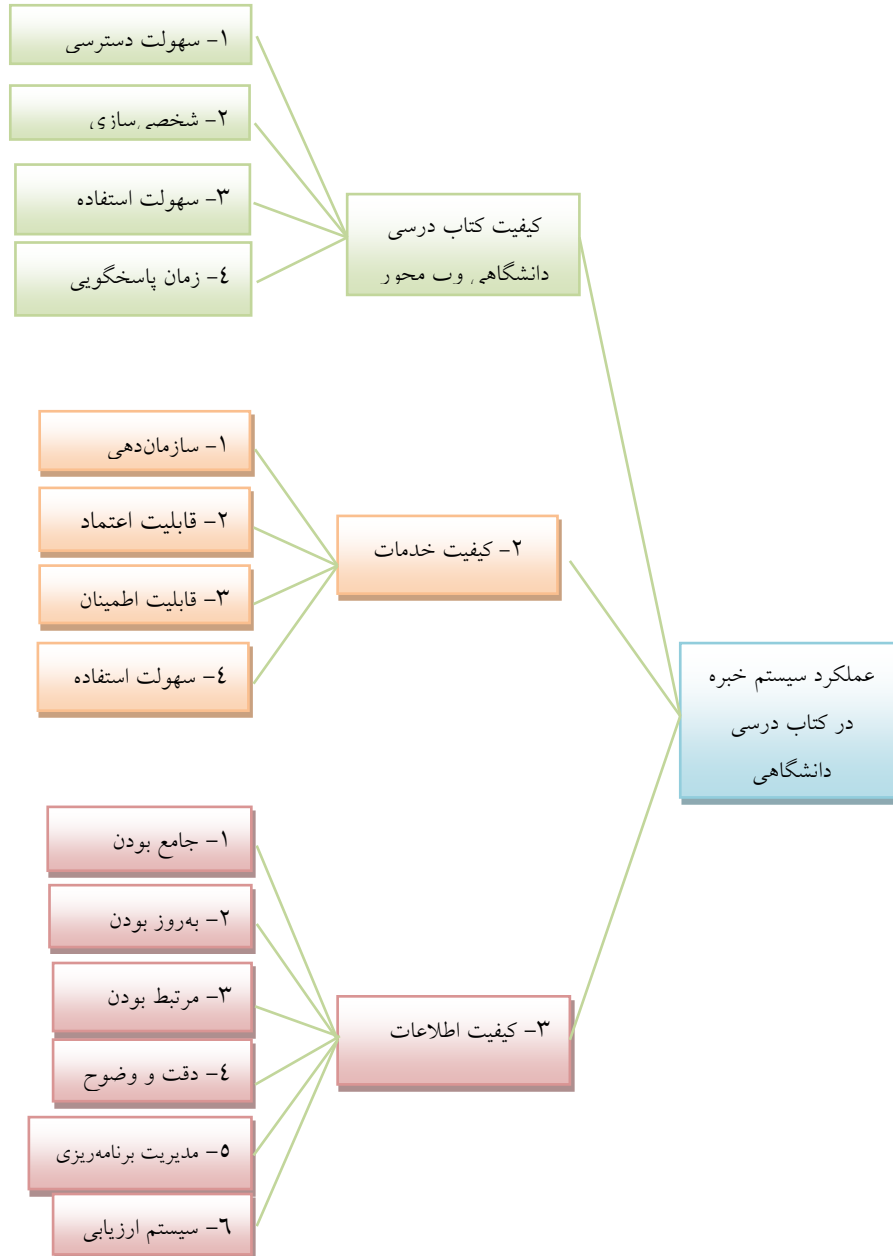 ۱- سهولت دسترسی
۲- شخصی‌سازی
۳- سهولت استفاده
٤- زمان پاسخگویی
کیفیت کتاب درسی
دانشگاهی وب محور
۱- سازمان‌دهی
۲- قابلیت اعتماد
۳- قابلیت اطمینان
٤- سهولت استفاده
۲- کیفیت خدمات
عملکرد سیستم خبره
در کتاب درسی
دانشگاهی
۱- جامع بودن
۲- به‌روز بودن
۳- مرتبط بودن
٤- دقت و وضوح
٥- مدیریت برنامه‌ریزی
٦- سیستم ارزیابی
۳- کیفیت اطلاعات